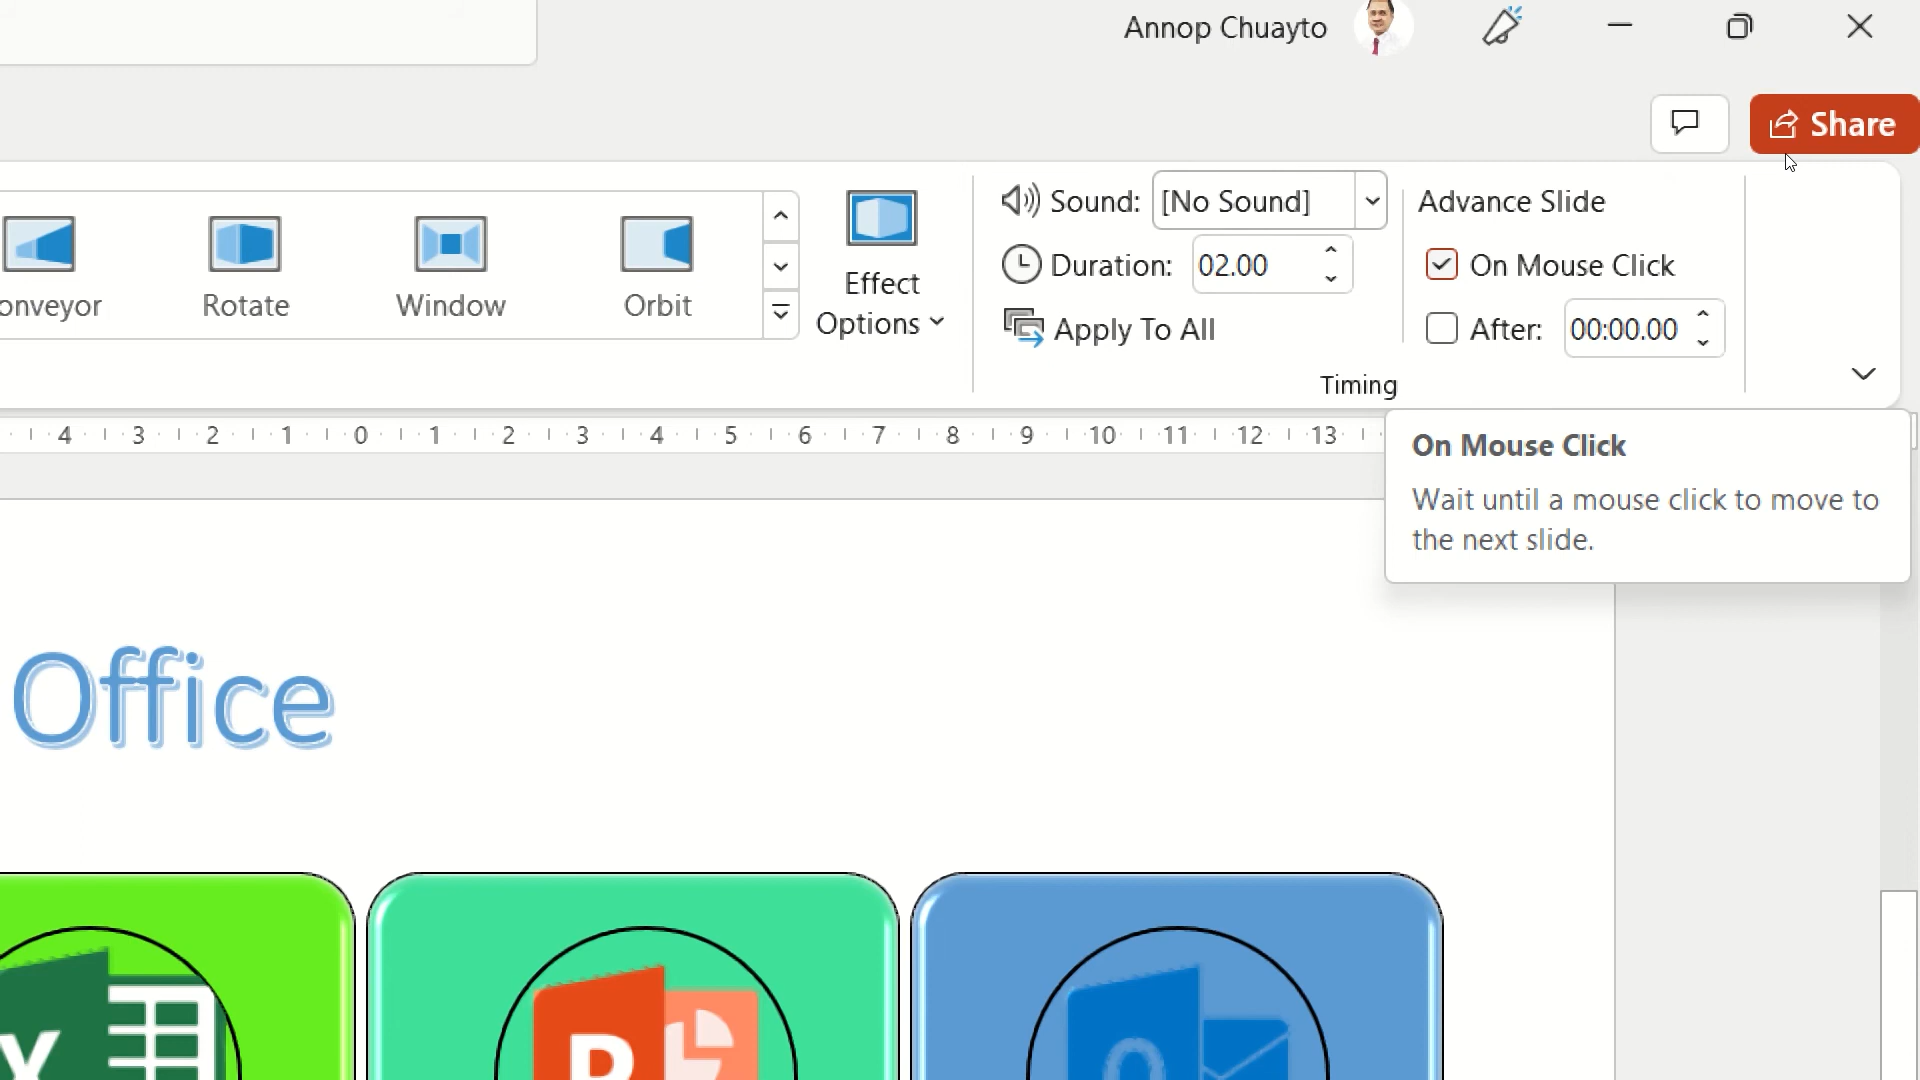 Annop Chuayto
Share
Sound: [No Sound]
Advance Slide
Duration: 02.00
On Mouse Click
Effect
Options
Apply To All
After: 00:00.00
onveyor
Rotate
Window
Orbit
Timing
4 3 2 1 0 1 2 3 4 5 6 7 8 9 10 11 12 13
On Mouse Click
Wait until a mouse click to move to
the next slide.
Office
X
P
O